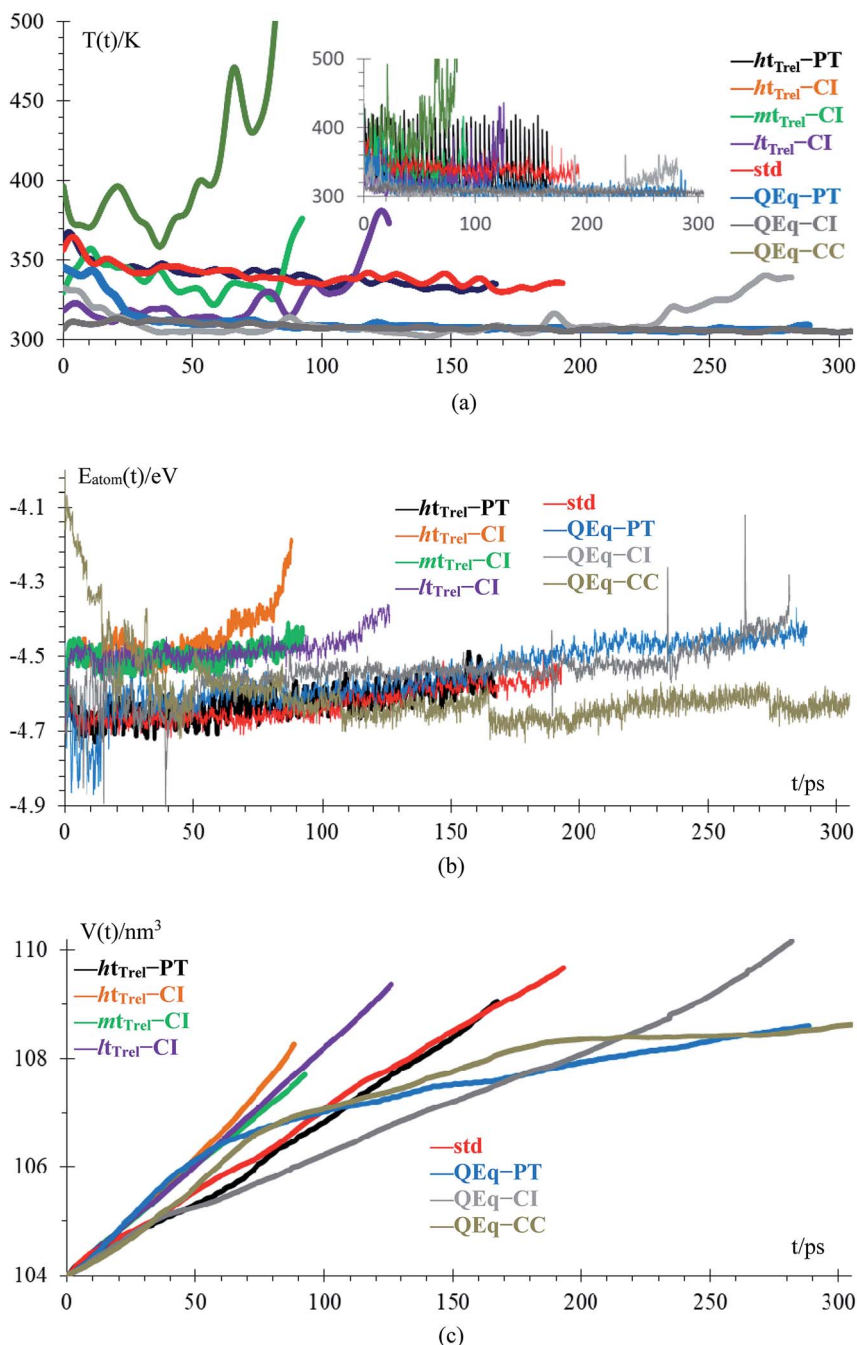 T(t)/K
500
450
400
350
300
0 50 100 150 200 250 300
500
400
300
0 100 200 300
htTrel−PT
htTrel−CI
mtTrel−CI
ltTrel−CI
std
QEq−PT
QEq−CI
QEq−CC
(a)
Eatom(t)/eV
-4.1
-4.3
-4.5
-4.7
-4.9
htTrel−PT
htTrel−CI
mtTrel−CI
ltTrel−CI
std
QEq−PT
QEq−CI
QEq−CC
t/ps
0 50 100 150 200 250 300
(b)
V(t)/nm³
110
108
106
104
htTrel−PT
htTrel−CI
mtTrel−CI
ltTrel−CI
std
QEq−PT
QEq−CI
QEq−CC
t/ps
0 50 100 150 200 250 300
(c)